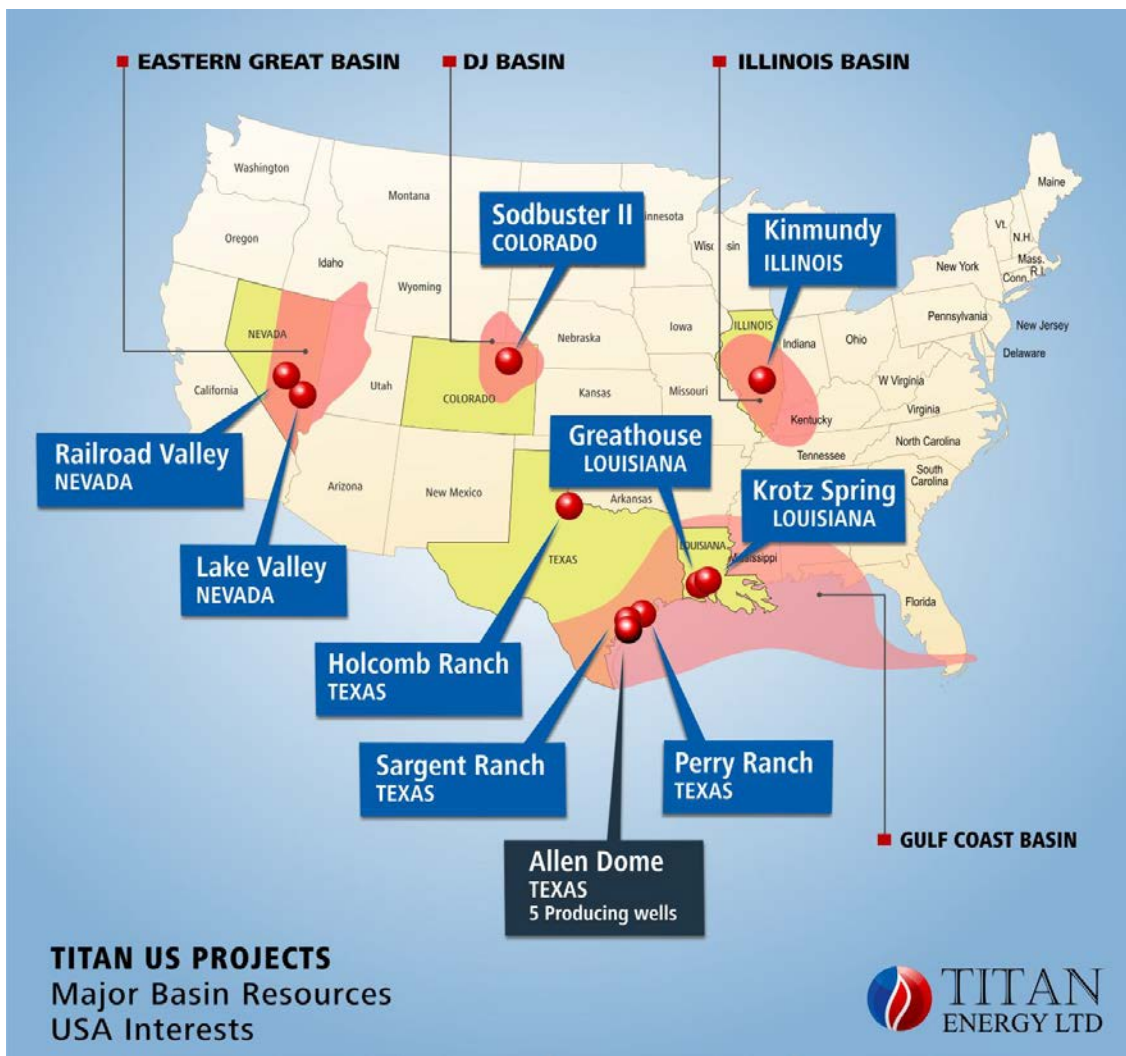 EASTERN GREAT BASIN
DJ BASIN
ILLINOIS BASIN
Washington
Montana
Maine
Sodbuster II
COLORADO
Kinmundy
ILLINOIS
Oregon
Idaho
Vt.
N.H.
Mass.
R.I.
Conn.
New York
Wyoming
NEVADA
Nebraska
Iowa
ILLINOIS
Indiana
Ohio
Pennsylvania
New Jersey
Delaware
California
Utah
COLORADO
Kansas
Missouri
W Virginia
Virginia
Kentucky
Railroad Valley
NEVADA
Greathouse
LOUISIANA
Tennessee
North Carolina
South
Carolina
Arizona
New Mexico
Arkansas
Krotz Spring
LOUISIANA
Lake Valley
NEVADA
TEXAS
LOUISIANA
Florida
Holcomb Ranch
TEXAS
Sargent Ranch
TEXAS
Perry Ranch
TEXAS
GULF COAST BASIN
Allen Dome
TEXAS
5 Producing wells
TITAN US PROJECTS
Major Basin Resources
USA Interests
TITAN
ENERGY LTD